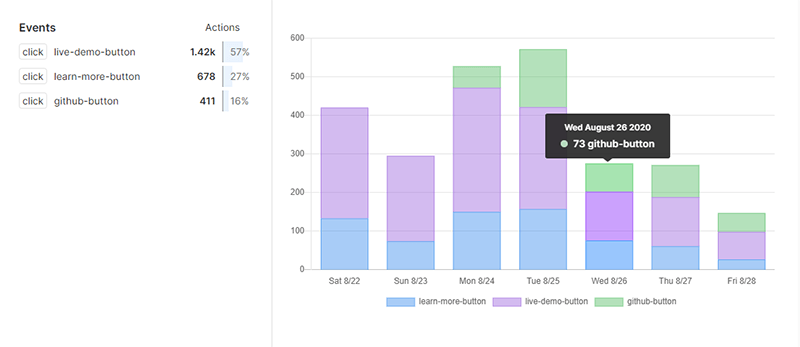 Events Actions
click live-demo-button 1.42k 57%
click learn-more-button 678 27%
click github-button 411 16%
600
500
400
300
200
100
0
Wed August 26 2020
73 github-button
Sat 8/22 Sun 8/23 Mon 8/24 Tue 8/25 Wed 8/26 Thu 8/27 Fri 8/28
learn-more-button live-demo-button github-button